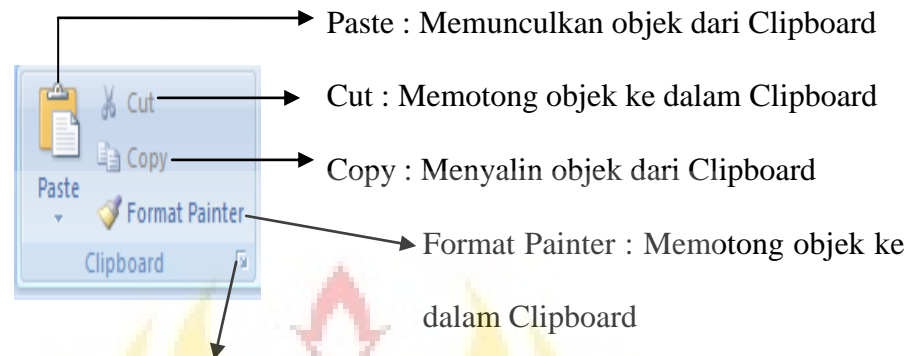 Paste : Memunculkan objek dari Clipboard
Cut
Cut : Memotong objek ke dalam Clipboard
Copy
Copy : Menyalin objek dari Clipboard
Paste
Format Painter
Format Painter : Memotong objek ke
dalam Clipboard
Clipboard